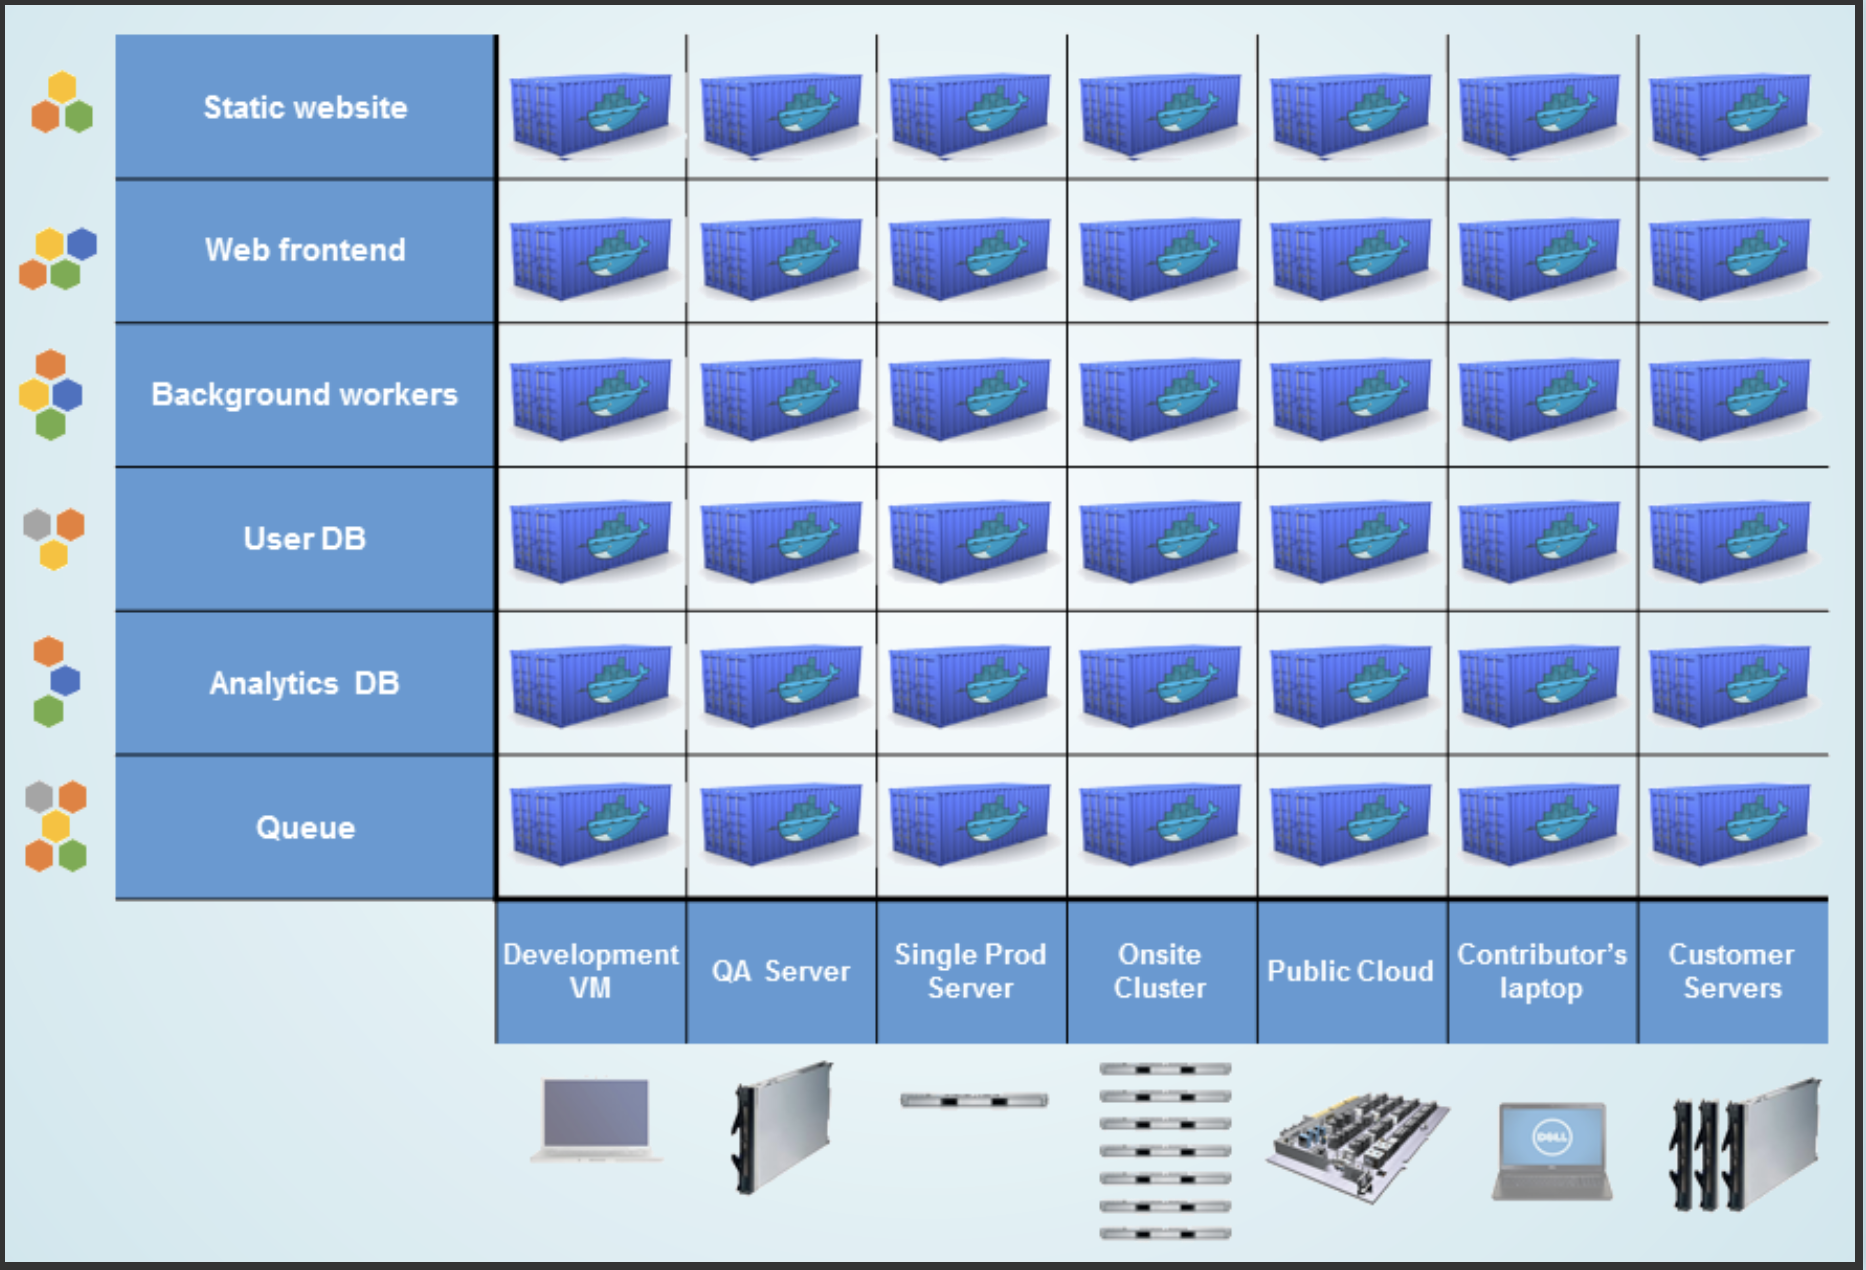 Static website
Web frontend
Background workers
User DB
Analytics DB
Queue
Development
VM
QA Server
Single Prod
Server
Onsite
Cluster
Public Cloud
Contributor’s
laptop
Customer
Servers
DELL